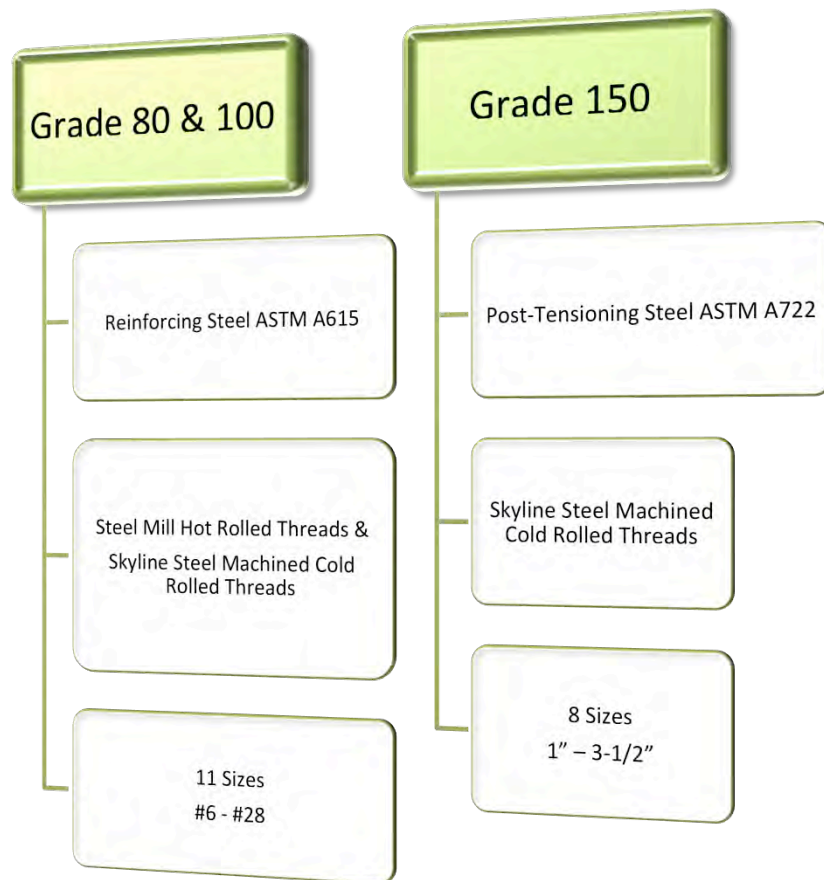 Grade 80 & 100
Reinforcing Steel ASTM A615
Steel Mill Hot Rolled Threads &
Skyline Steel Machined Cold
Rolled Threads
11 Sizes
#6 - #28
Grade 150
Post-Tensioning Steel ASTM A722
Skyline Steel Machined
Cold Rolled Threads
8 Sizes
1” – 3-1/2”